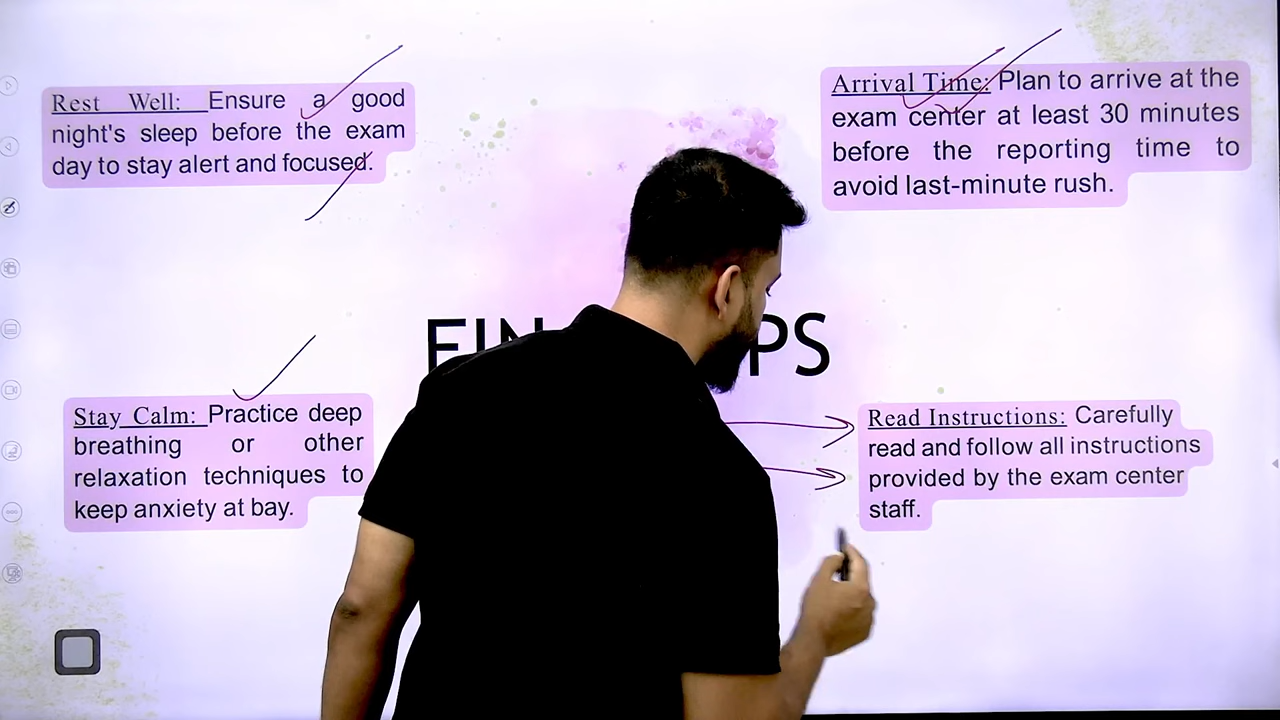 Rest Well: Ensure a good
night's sleep before the exam
day to stay alert and focused.
Arrival Time: Plan to arrive at the
exam center at least 30 minutes
before the reporting time to
avoid last-minute rush.
Stay Calm: Practice deep
breathing or other
relaxation techniques to
keep anxiety at bay.
Read Instructions: Carefully
read and follow all instructions
provided by the exam center
staff.